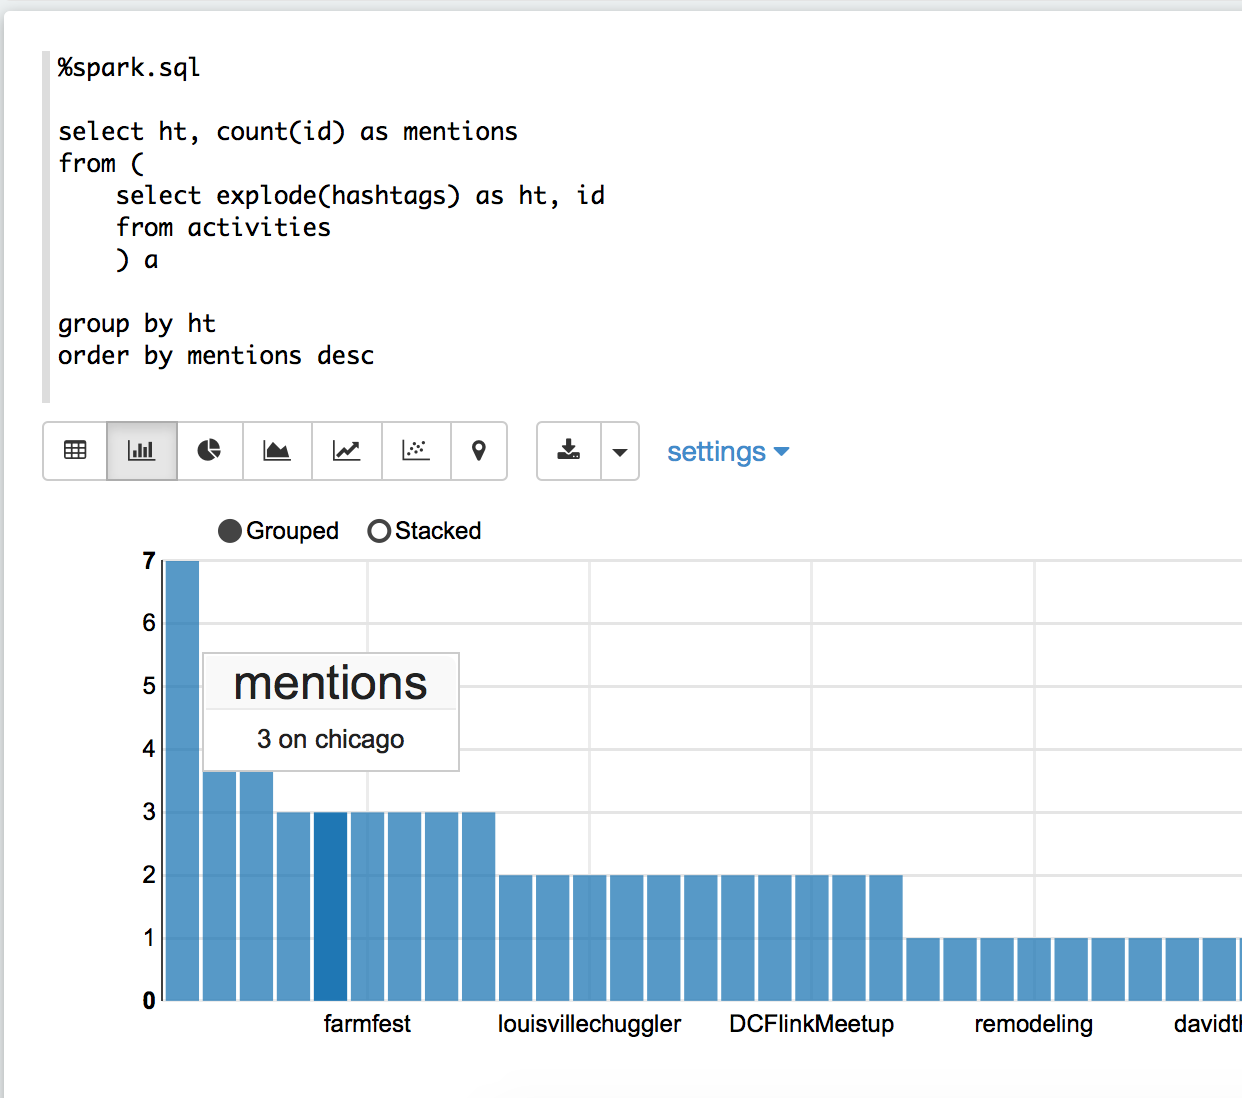 %spark.sql
select ht, count(id) as mentions
from (
select explode(hashtags) as ht, id
from activities
) a
group by ht
order by mentions desc
settings
Grouped Stacked
7
6
5
mentions
4
3 on chicago
3
2
1
0
farmfest louisvillechuggler DCFlinkMeetup remodeling